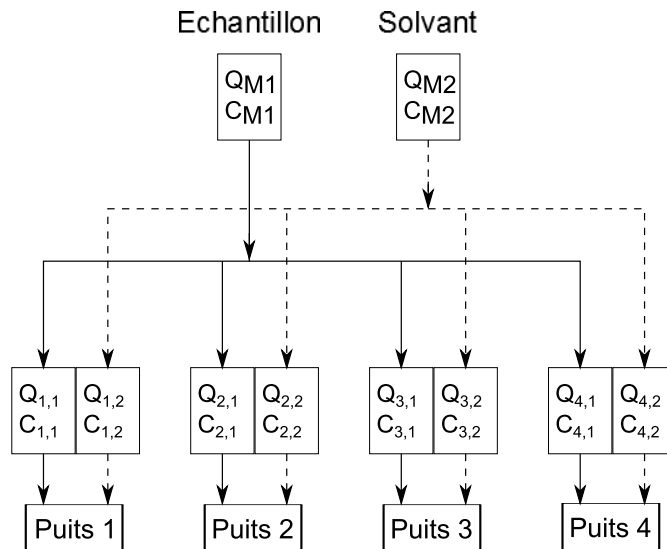 Echantillon Solvant
QM1 QM2
CM1 CM2
Q1,1 Q1,2 Q2,1 Q2,2 Q3,1 Q3,2 Q4,1 Q4,2
C1,1 C1,2 C2,1 C2,2 C3,1 C3,2 C4,1 C4,2
Puits 1 Puits 2 Puits 3 Puits 4